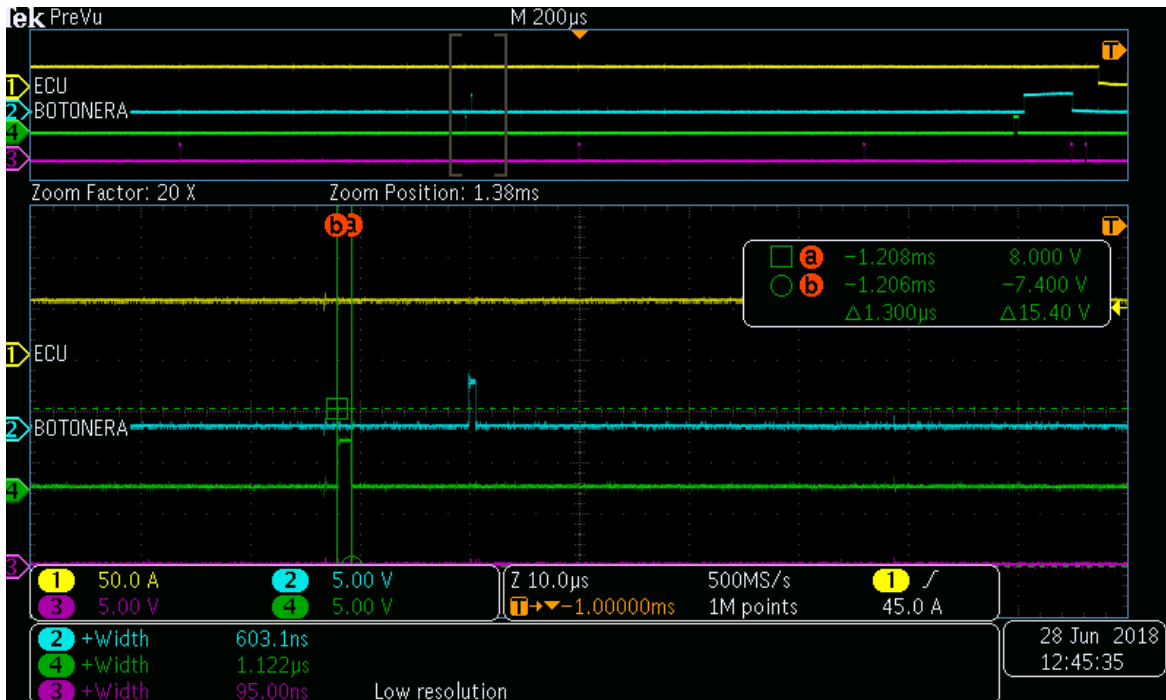 Tek PreVu M 200µs
T
1 ECU
2 BOTONERA
4
3
Zoom Factor: 20 X Zoom Position: 1.38ms
b a T
a −1.208ms 8.000 V
b −1.206ms −7.400 V
△1.300µs △15.40 V
1 ECU
2 BOTONERA
4
3
1 50.0 A 2 5.00 V Z 10.0µs 500MS/s 1
3 5.00 V 4 5.00 V T→▼−1.00000ms 1M points 45.0 A
2 +Width 603.1ns 28 Jun 2018
4 +Width 1.122µs 12:45:35
3 +Width 95.00ns Low resolution